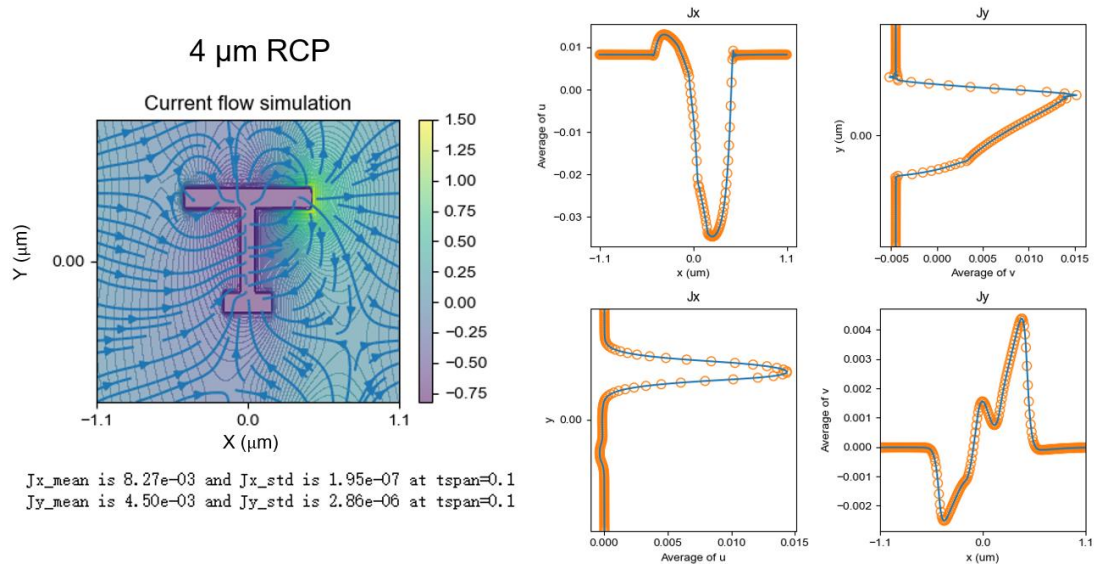 4 μm RCP
Current flow simulation
1.50
1.25
1.00
0.75
0.50
0.25
0.00
−0.25
−0.50
−0.75
Y (μm)
0.00
−1.1
0.0
1.1
X (μm)
Jx_mean is 8.27e-03 and Jx_std is 1.95e-07 at tspan=0.1
Jy_mean is 4.50e-03 and Jy_std is 2.86e-06 at tspan=0.1
Jx
Average of u
0.01
0.00
−0.01
−0.02
−0.03
−1.1
0.0
1.1
x (um)
Jy
y (um)
0.00
−0.005
0.000
0.005
0.010
0.015
Average of v
Jx
y
0.00
0.000
0.005
0.010
0.015
Average of u
Jy
Average of v
0.004
0.003
0.002
0.001
0.000
−0.001
−0.002
−1.1
0.0
1.1
x (um)